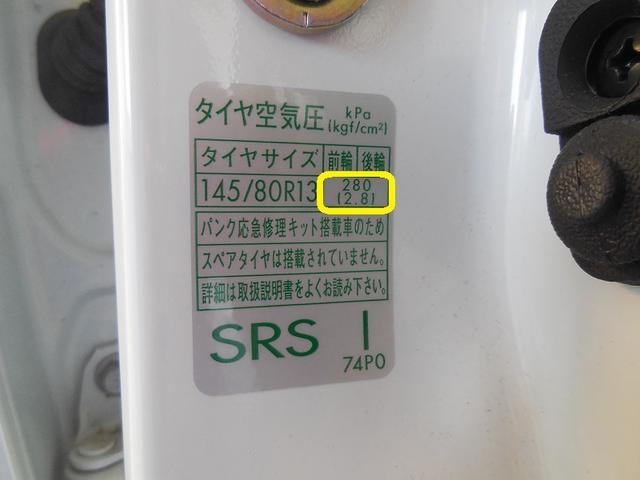 タイヤ空気圧 kPa
(kgf/cm²)
タイヤサイズ 前輪 後輪
145/80R13 280
(2.8)
パンク応急修理キット搭載車のため
スペアタイヤは搭載されていません。
詳細は取扱説明書をよくお読み下さい。
SRS I
74P0